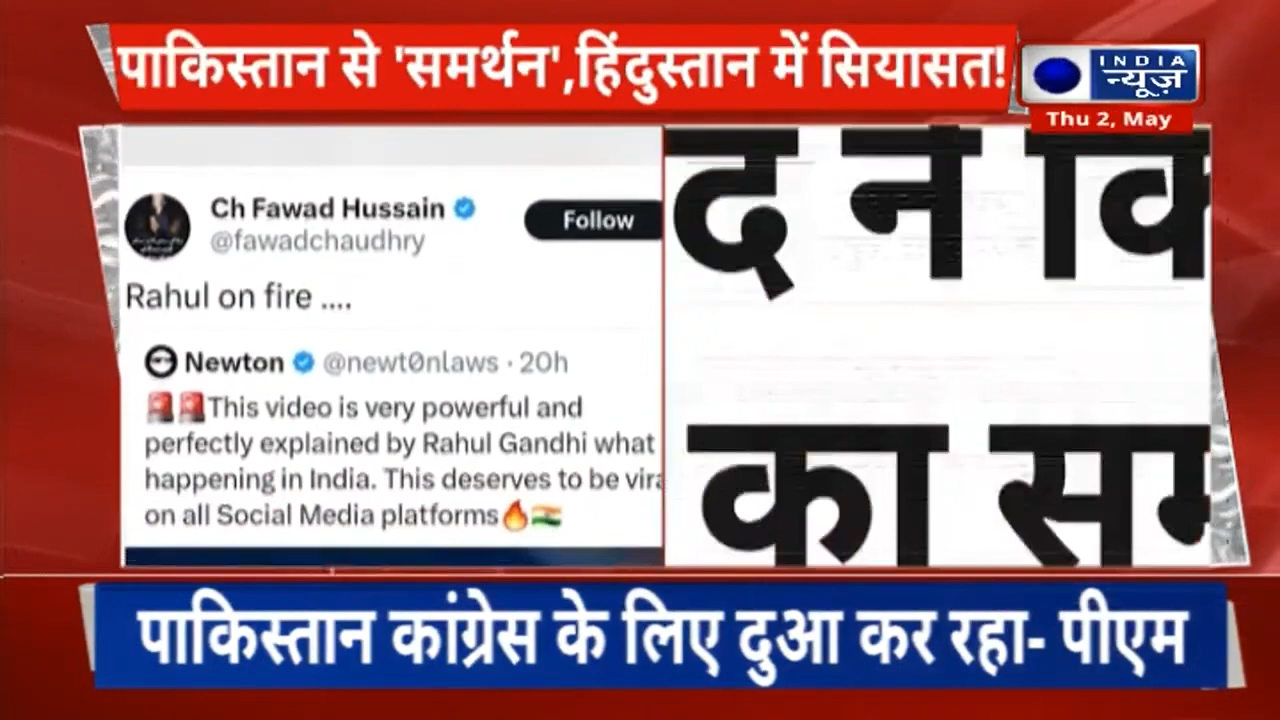 पाकिस्तान से 'समर्थन',हिंदुस्तान में सियासत!
INDIA
न्यूज़
Thu 2, May
Ch Fawad Hussain
@fawadchaudhry
Follow
Rahul on fire ....
Newton @newt0nlaws · 20h
🚨🚨This video is very powerful and
perfectly explained by Rahul Gandhi what
happening in India. This deserves to be
on all Social Media platforms🔥🇮🇳
का
पाकिस्तान कांग्रेस के लिए दुआ कर रहा- पीएम